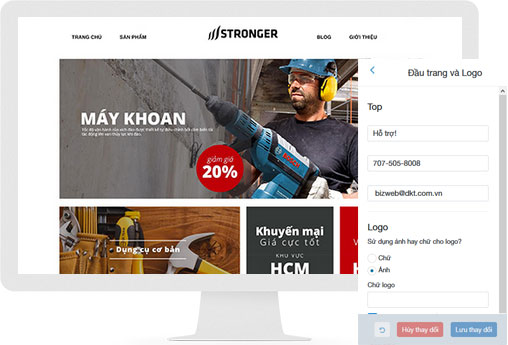 TRANG CHỦ
SẢN PHẨM
STRONGER
BLOG
GIỚI THIỆU
MÁY KHOAN
giảm giá
20%
BOSCH
Dụng cụ cơ bản
Khuyến mại
Giá cực tốt
KHU VỰC
HCM
Đầu trang và Logo
Top
Hỗ trợ!
707-505-8008
bizweb@dkt.com.vn
Logo
Sử dụng ảnh hay chữ cho logo?
Chữ
Ảnh
Chữ logo
Hủy thay đổi
Lưu thay đổi